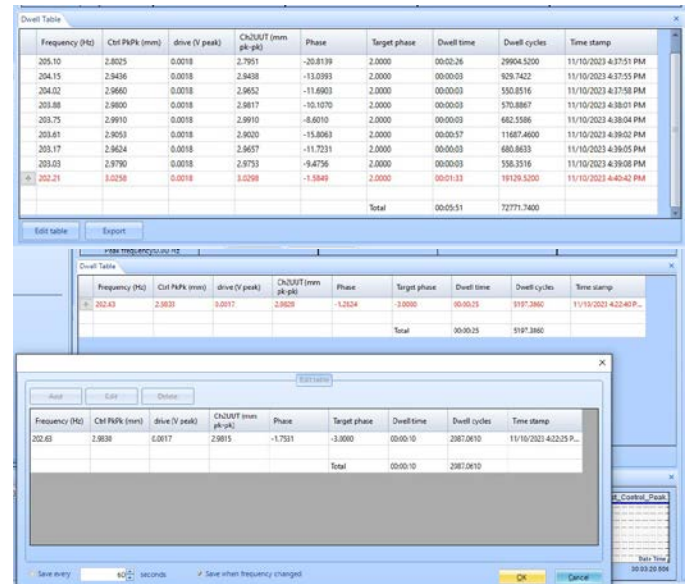 Dwell Table
Frequency (Hz) Ctrl PkPk (mm) drive (V peak) Ch2UUT (mm pk-pk) Phase Target phase Dwell time Dwell cycles Time stamp
205.10 2.8025 0.0018 2.7951 -20.8139 2.0000 00:02:26 29904.5200 11/10/2023 4:37:51 PM
204.15 2.9436 0.0018 2.9438 -13.0393 2.0000 00:00:03 929.7422 11/10/2023 4:37:55 PM
204.02 2.9660 0.0018 2.9652 -11.6903 2.0000 00:00:03 550.8516 11/10/2023 4:37:58 PM
203.88 2.9800 0.0018 2.9817 -10.1070 2.0000 00:00:03 570.8867 11/10/2023 4:38:01 PM
203.75 2.9910 0.0018 2.9910 -8.6010 2.0000 00:00:03 682.5586 11/10/2023 4:38:04 PM
203.61 2.9053 0.0018 2.9020 -15.8063 2.0000 00:00:57 11687.4600 11/10/2023 4:39:02 PM
203.17 2.9624 0.0018 2.9657 -11.7231 2.0000 00:00:03 680.8633 11/10/2023 4:39:05 PM
203.03 2.9790 0.0018 2.9753 -9.4756 2.0000 00:00:03 558.3516 11/10/2023 4:39:08 PM
202.21 3.0258 0.0018 3.0298 -1.5849 2.0000 00:01:33 19129.5200 11/10/2023 4:40:42 PM
Total 00:05:51 72771.7400
Edit table Export
Peak frequency 0.00 Hz
Dwell Table
Frequency (Hz) Ctrl PkPk (mm) drive (V peak) Ch2UUT (mm pk-pk) Phase Target phase Dwell time Dwell cycles Time stamp
202.63 0.0017 -3.0000 00:00:25 5197.3860
Total 00:00:25 5197.3860
Edit table
Add Edit Delete
Frequency (Hz) Ctrl PkPk (mm) drive (V peak) Ch2UUT (mm pk-pk) Phase Target phase Dwell time Dwell cycles Time stamp
202.63 2.9830 0.0017 2.9815 -1.7531 -3.0000 00:00:10 2087.0610 11/10/2023 4:22:25 P...
Total 00:00:10 2087.0610
Control_Peak
Date Time
Save every 60 seconds Save when frequency changed
OK Cancel